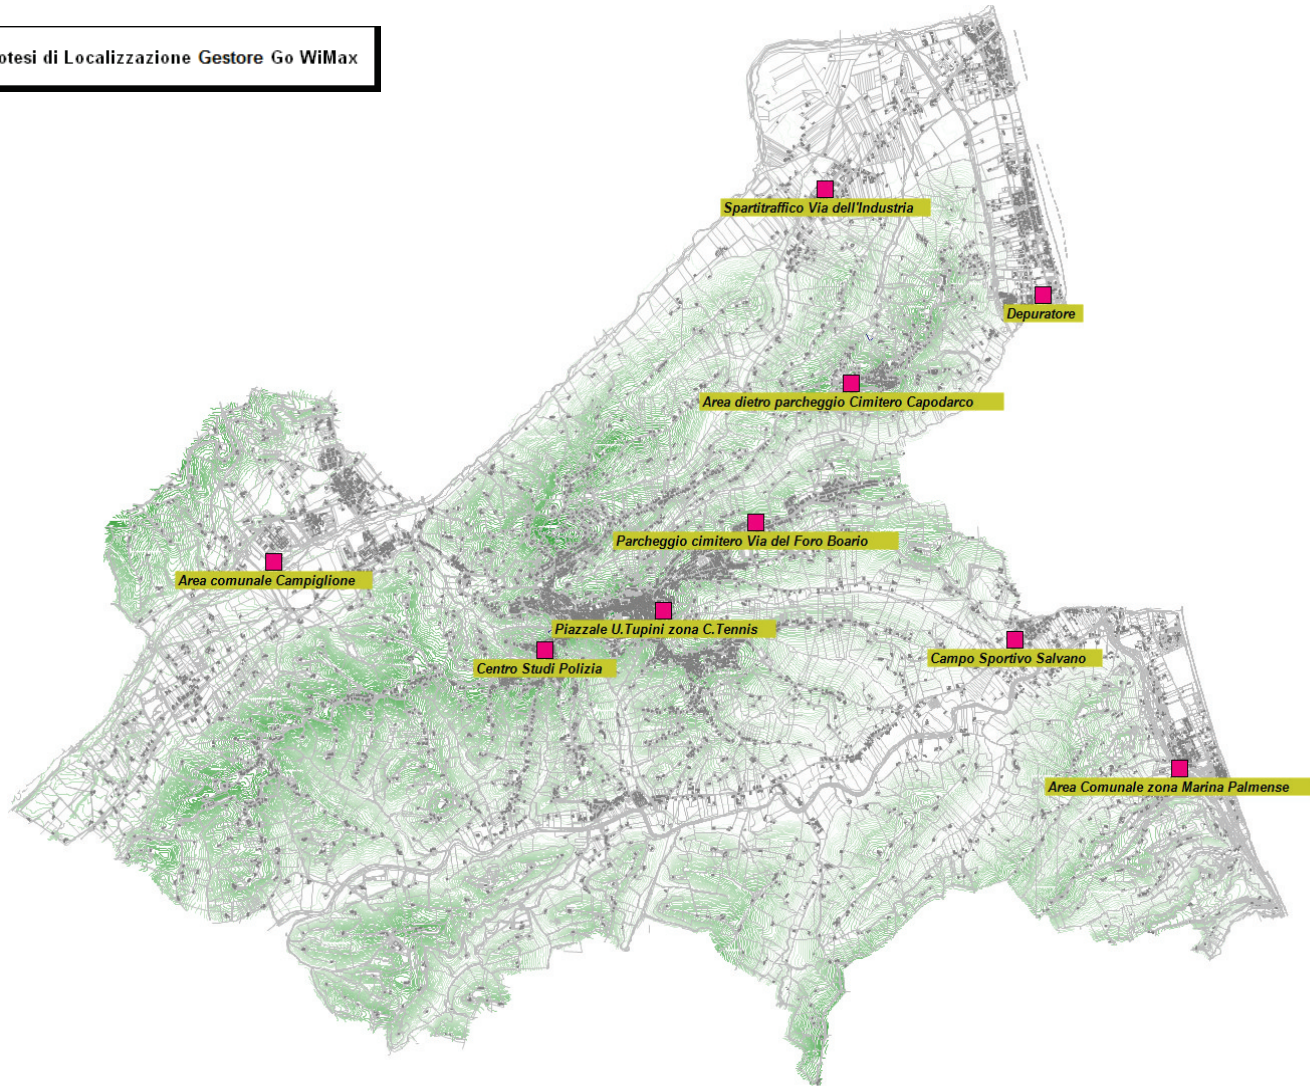 otesi di Localizzazione Gestore Go WiMax
Spartitraffico Via dell'Industria
Depuratore
Area dietro parcheggio Cimitero Capodarco
Parcheggio cimitero Via del Foro Boario
Area comunale Campiglione
Piazzale U.Tupini zona C.Tennis
Centro Studi Polizia
Campo Sportivo Salvano
Area Comunale zona Marina Palmense